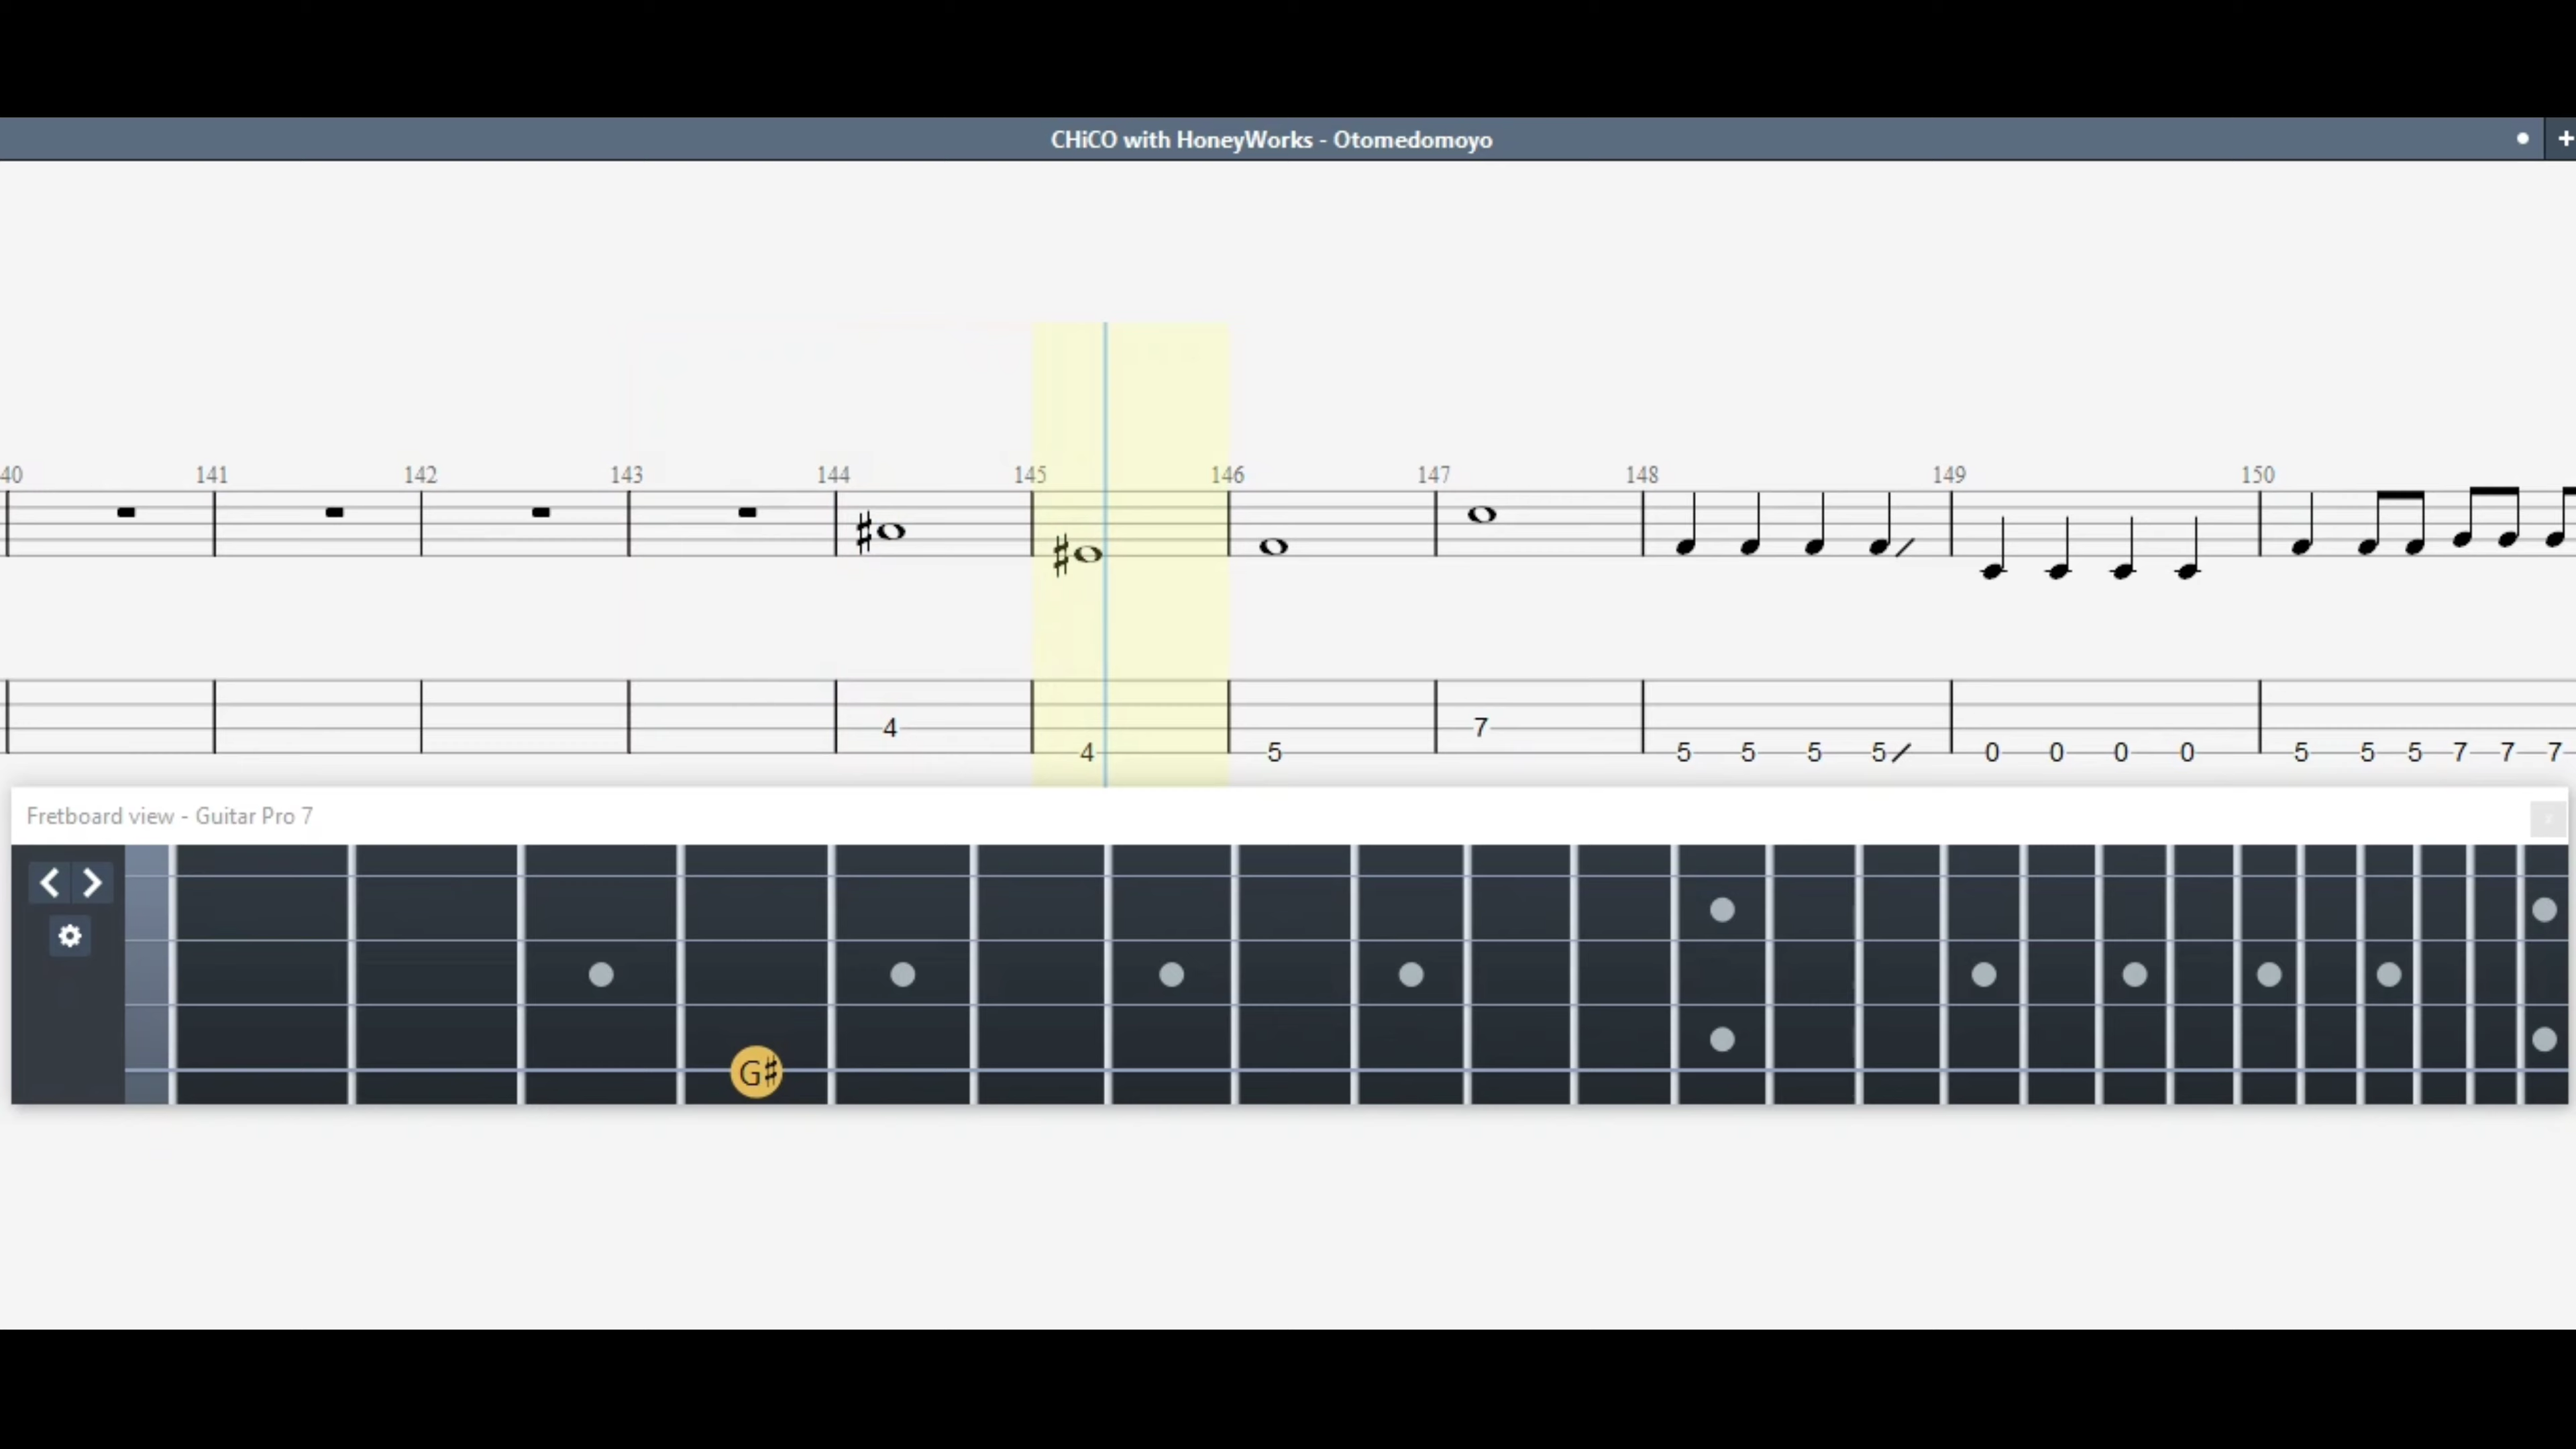 CHiCO with HoneyWorks - Otomedomoyo
40 141 142 143 144 145 146 147 148 149 150
4 4 5 7 5 5 5 5 0 0 0 0 5 5 5 7 7 7
Fretboard view - Guitar Pro 7
G♯